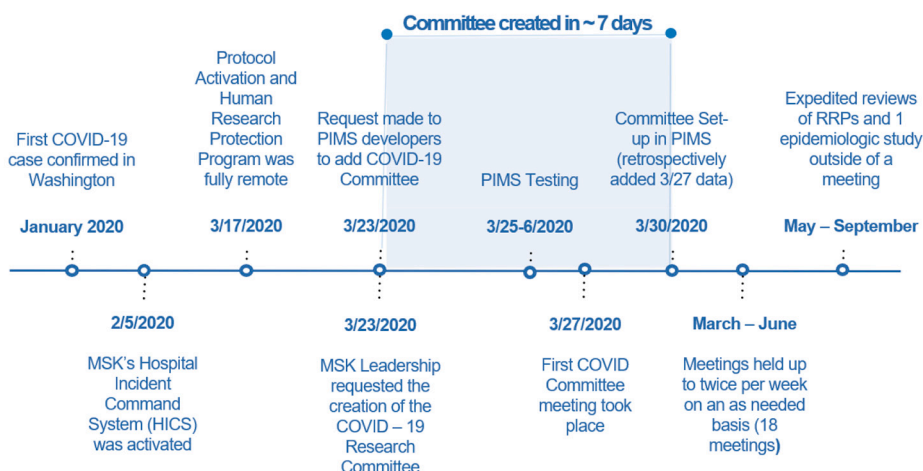 Committee created in ~ 7 days
First COVID-19
case confirmed in
Washington
January 2020
Protocol
Activation and
Human
Research
Protection
Program was
fully remote
3/17/2020
Request made to
PIMS developers
to add COVID-19
Committee
3/23/2020
PIMS Testing
3/25-6/2020
Committee Set-
up in PIMS
(retrospectively
added 3/27 data)
3/30/2020
Expedited reviews
of RRPs and 1
epidemiologic study
outside of a
meeting
May – September
2/5/2020
MSK's Hospital
Incident
Command
System (HICS)
was activated
3/23/2020
MSK Leadership
requested the
creation of the
COVID – 19
Research
Committee
3/27/2020
First COVID
Committee
meeting took
place
March – June
Meetings held up
to twice per week
on an as needed
basis (18
meetings)